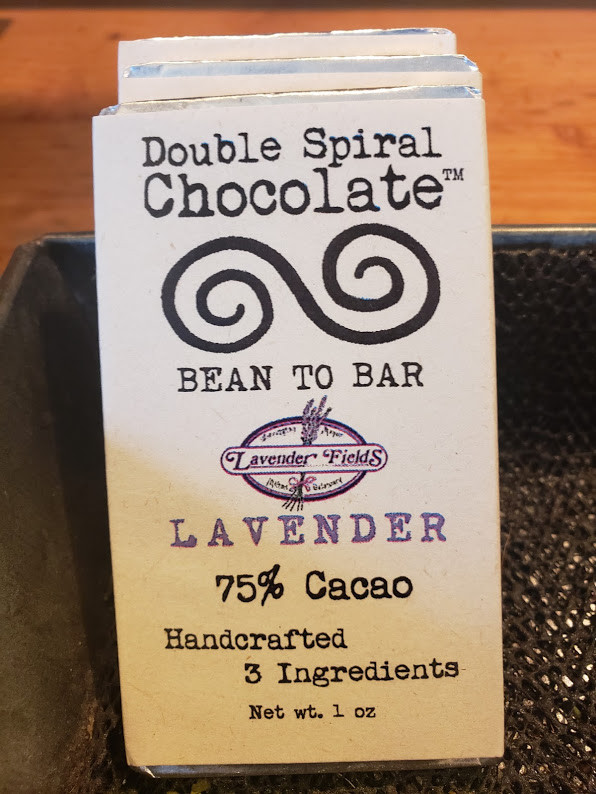 Double Spiral
Chocolate™
BEAN TO BAR
Lavender Fields
LAVENDER
75% Cacao
Handcrafted
3 Ingredients
Net wt. 1 oz